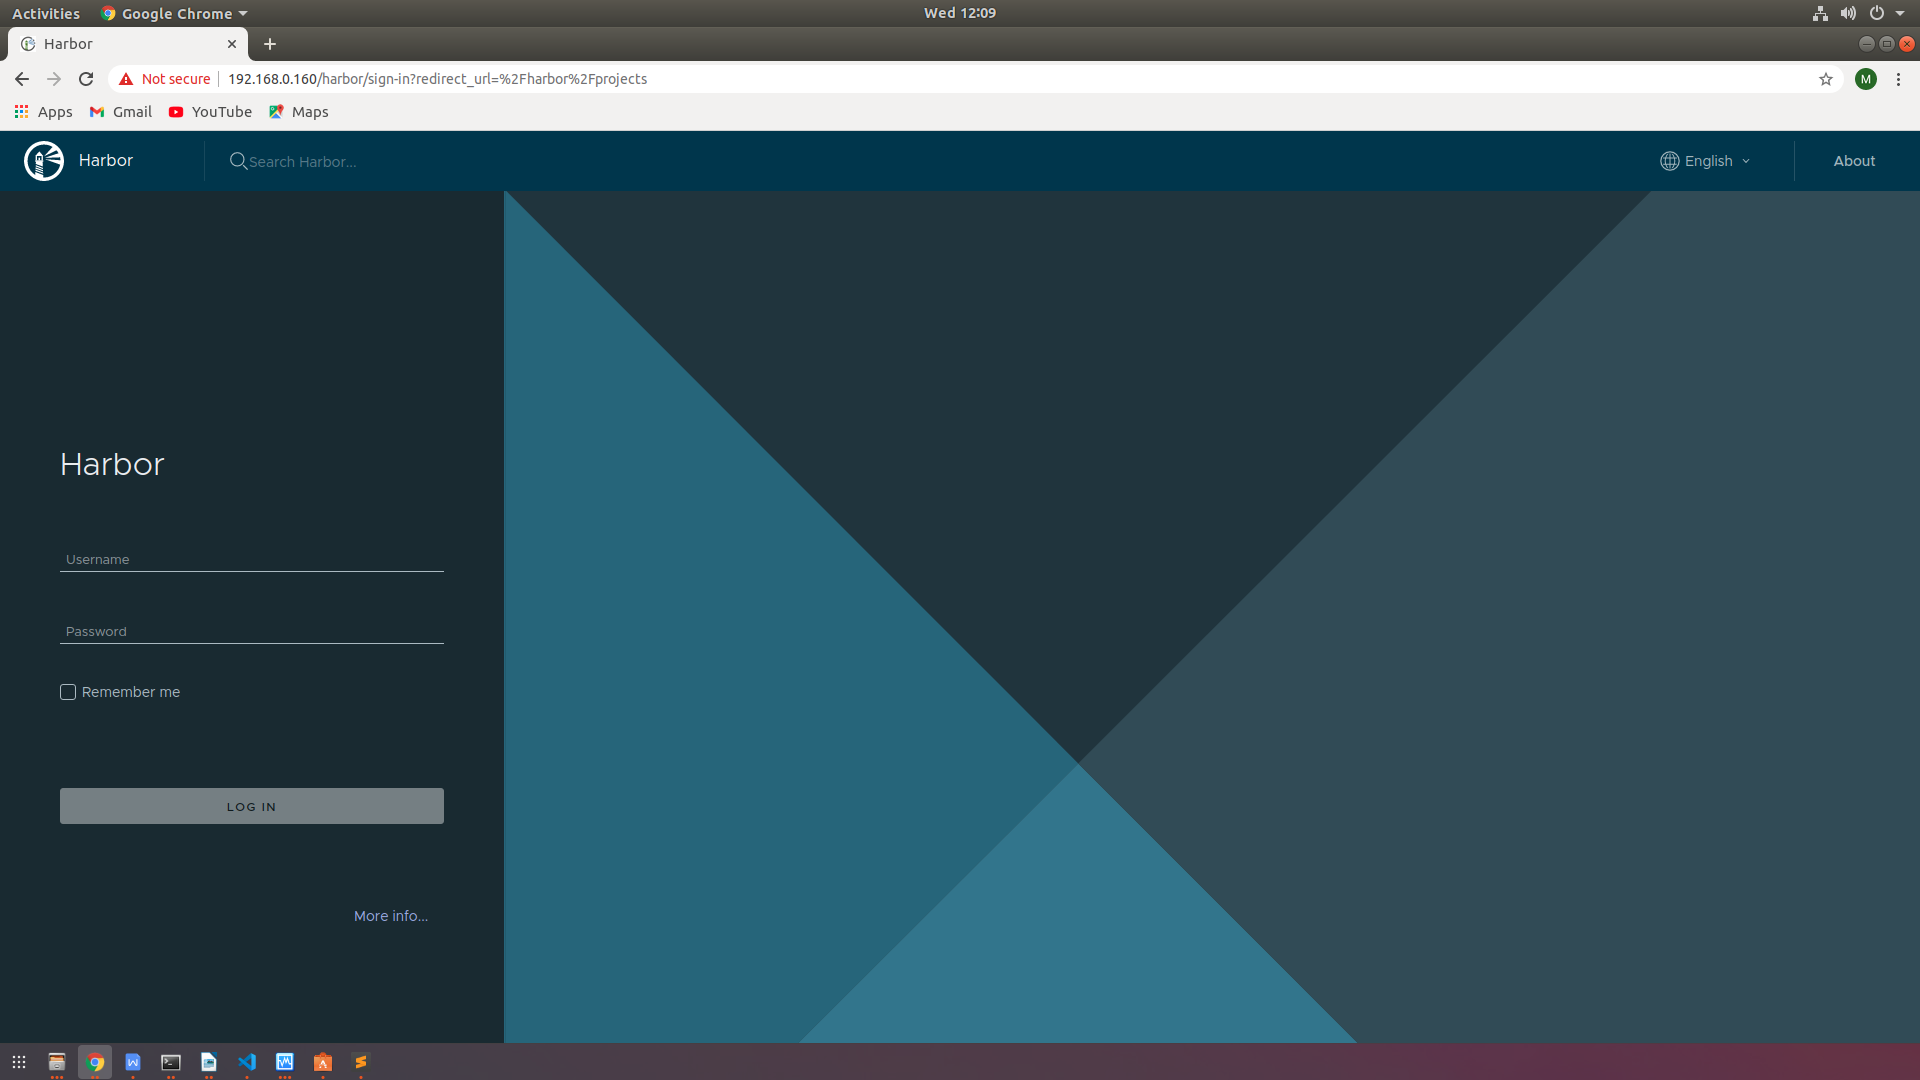 Activities
Google Chrome
Wed 12:09
Harbor
Not secure
192.168.0.160/harbor/sign-in?redirect_url=%2Fharbor%2Fprojects
M
Apps
Gmail
YouTube
Maps
Harbor
Search Harbor...
English
About
Harbor
Username
Password
Remember me
LOG IN
More info...